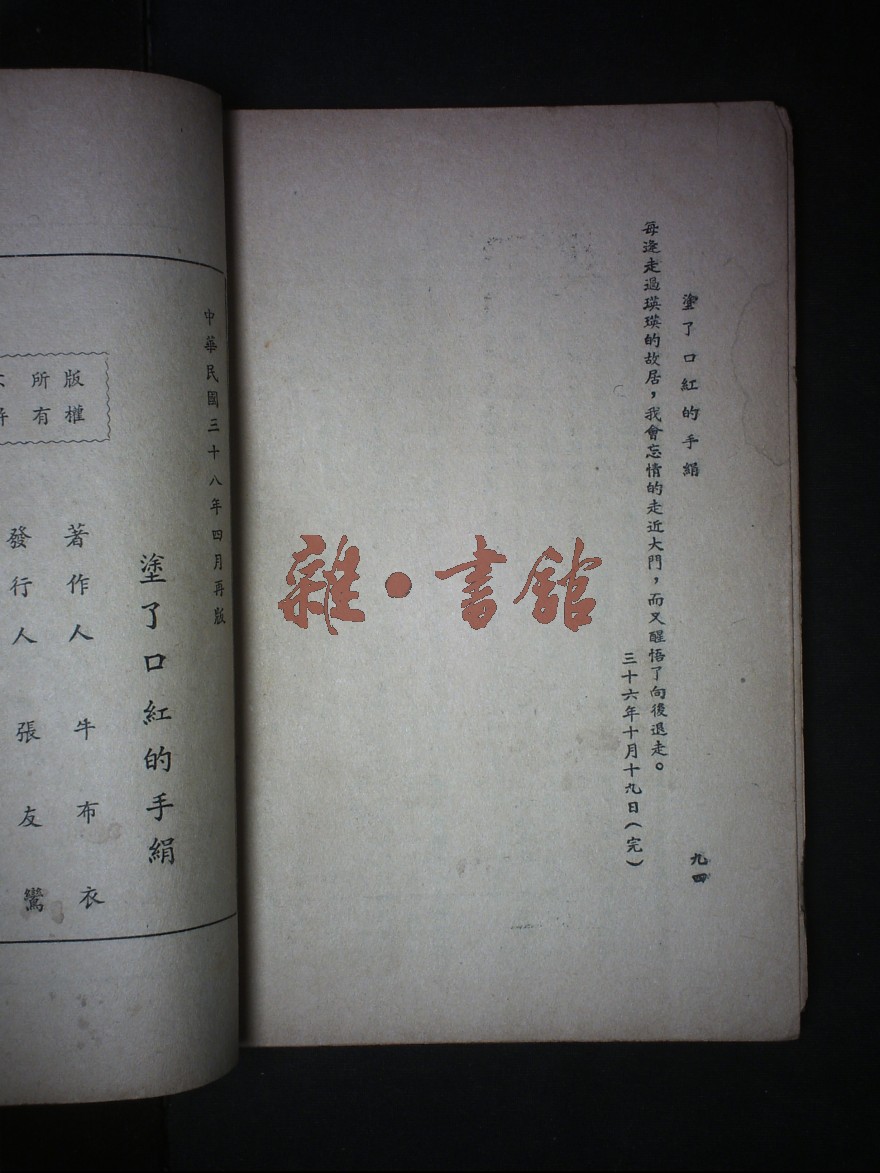 塗了口紅的手絹
九四
每逢走過瑛瑛的故居，我會忘情的走近大門，而又醒悟了向後退走。
三十六年十月十九日（完）
雜·書館
中華民國三十八年四月再版
塗了口紅的手絹
版權
所有
著作人 牛布衣
發行人 張友鸞